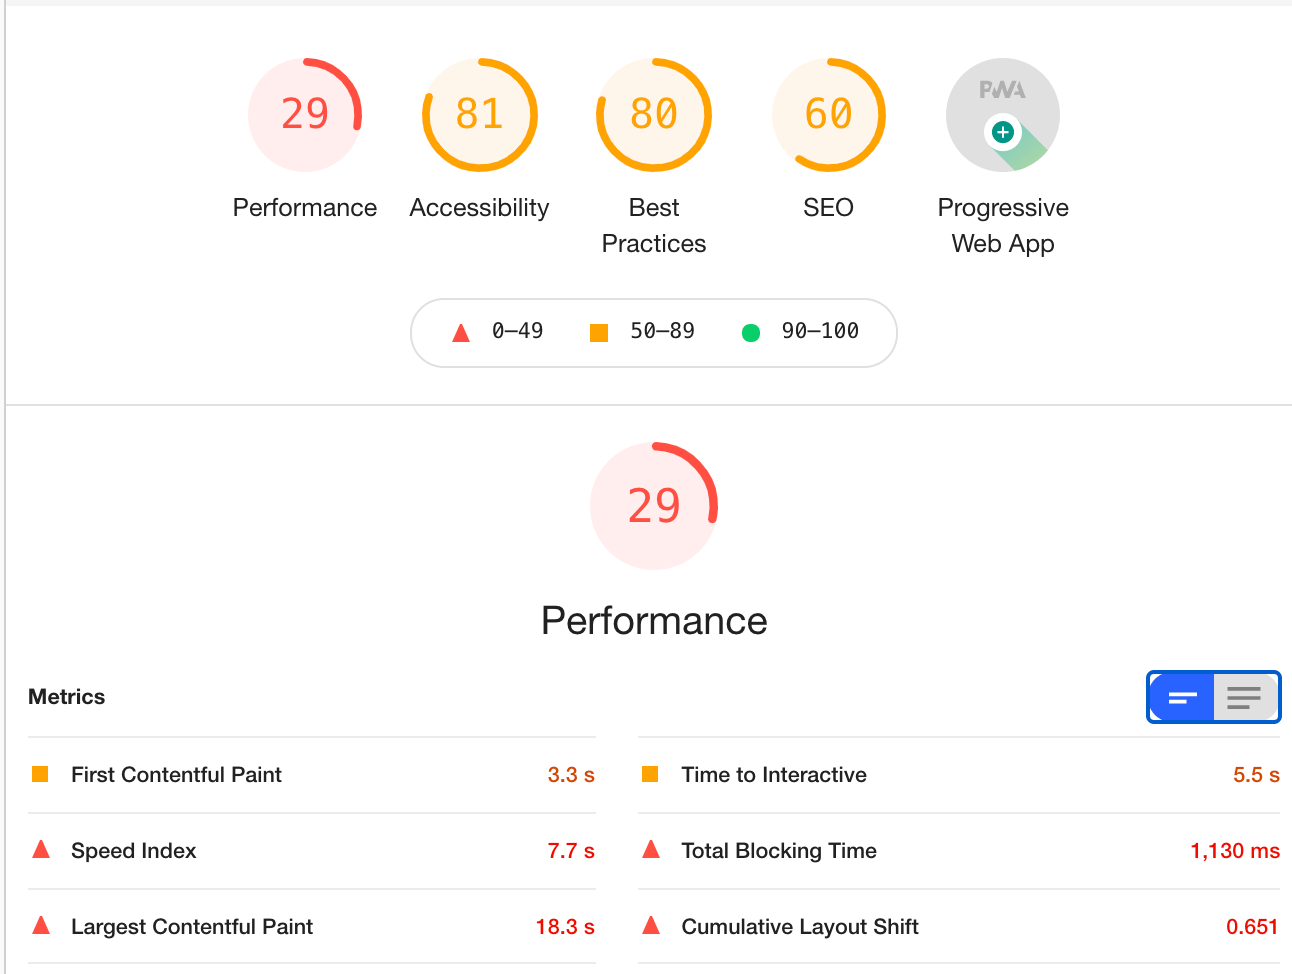 29
81
80
60
PWA
Performance
Accessibility
Best
Practices
SEO
Progressive
Web App
0–49
50–89
90–100
29
Performance
Metrics
First Contentful Paint 3.3 s
Time to Interactive 5.5 s
Speed Index 7.7 s
Total Blocking Time 1,130 ms
Largest Contentful Paint 18.3 s
Cumulative Layout Shift 0.651